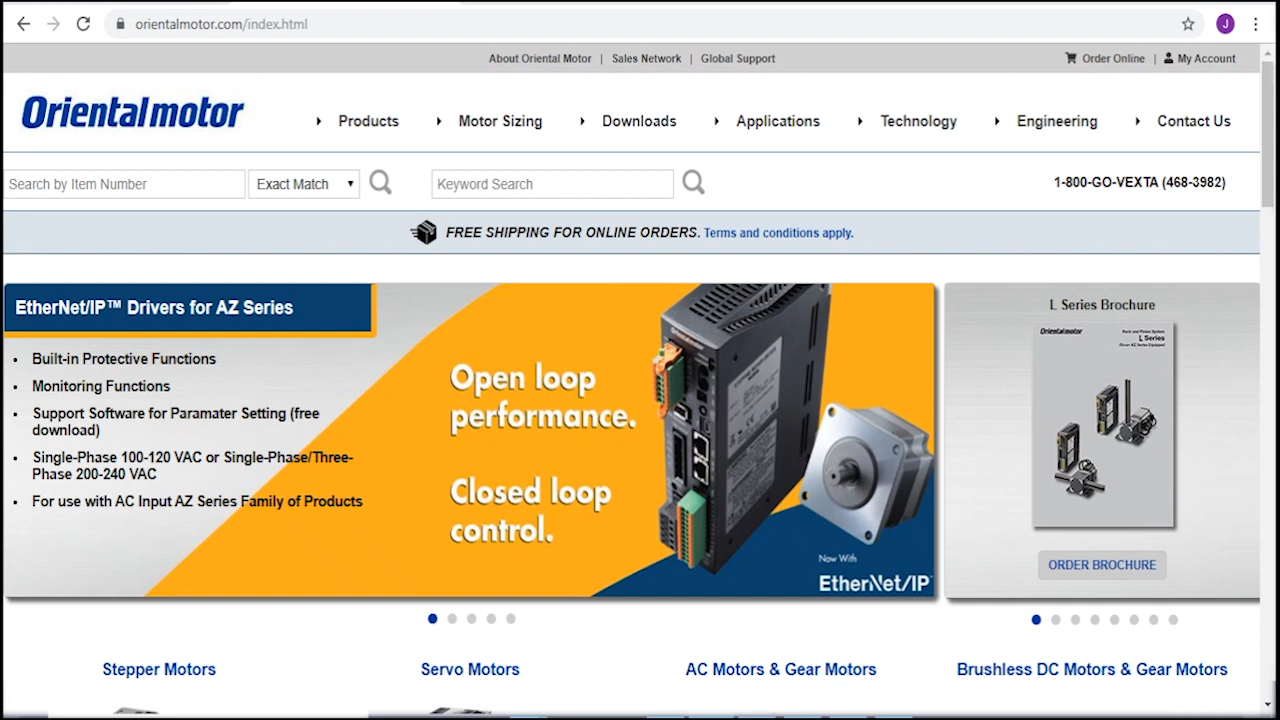 orientalmotor.com/index.html
J
About Oriental Motor | Sales Network | Global Support
Order Online | My Account
Orientalmotor
Products
Motor Sizing
Downloads
Applications
Technology
Engineering
Contact Us
Search by Item Number
Exact Match
Keyword Search
1-800-GO-VEXTA (468-3982)
FREE SHIPPING FOR ONLINE ORDERS. Terms and conditions apply.
EtherNet/IP™ Drivers for AZ Series
• Built-in Protective Functions
• Monitoring Functions
• Support Software for Paramater Setting (free
download)
• Single-Phase 100-120 VAC or Single-Phase/Three-
Phase 200-240 VAC
• For use with AC Input AZ Series Family of Products
Open loop
performance.
Closed loop
control.
Now With
EtherNet/IP™
L Series Brochure
Orientalmotor
Rack and Pinion System
L Series
ORDER BROCHURE
Stepper Motors
Servo Motors
AC Motors & Gear Motors
Brushless DC Motors & Gear Motors